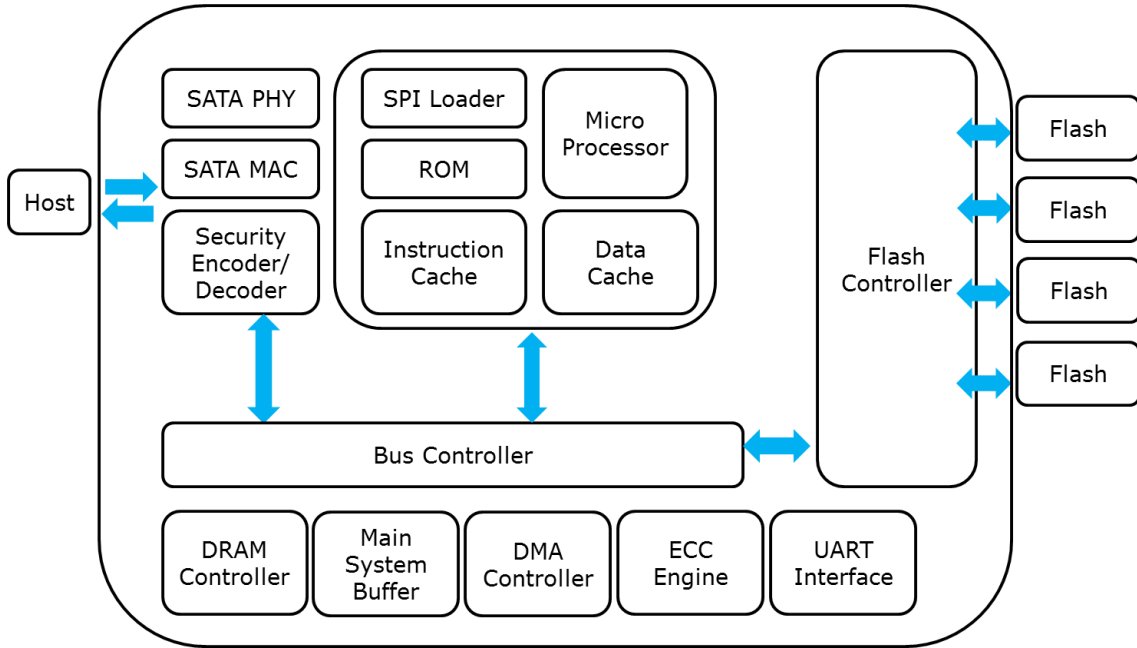 Host
SATA PHY
SATA MAC
Security
Encoder/
Decoder
SPI Loader
ROM
Instruction
Cache
Micro
Processor
Data
Cache
Flash
Controller
Flash
Flash
Flash
Flash
Bus Controller
DRAM
Controller
Main
System
Buffer
DMA
Controller
ECC
Engine
UART
Interface